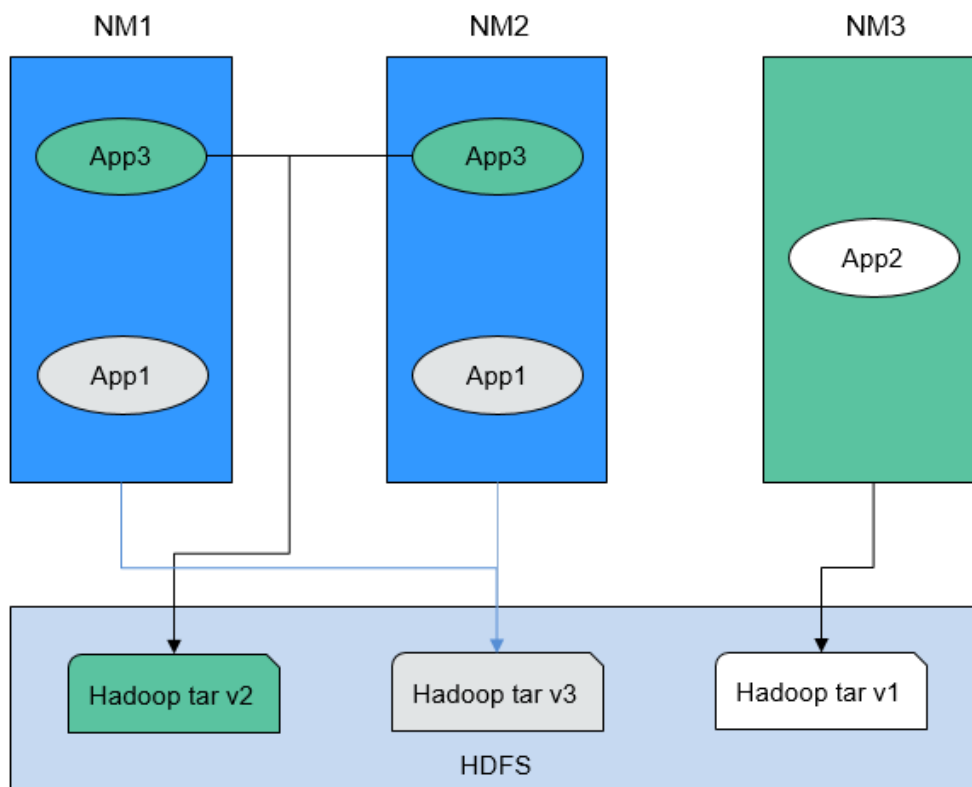 NM1
NM2
NM3
App3
App3
App2
App1
App1
Hadoop tar v2
Hadoop tar v3
Hadoop tar v1
HDFS